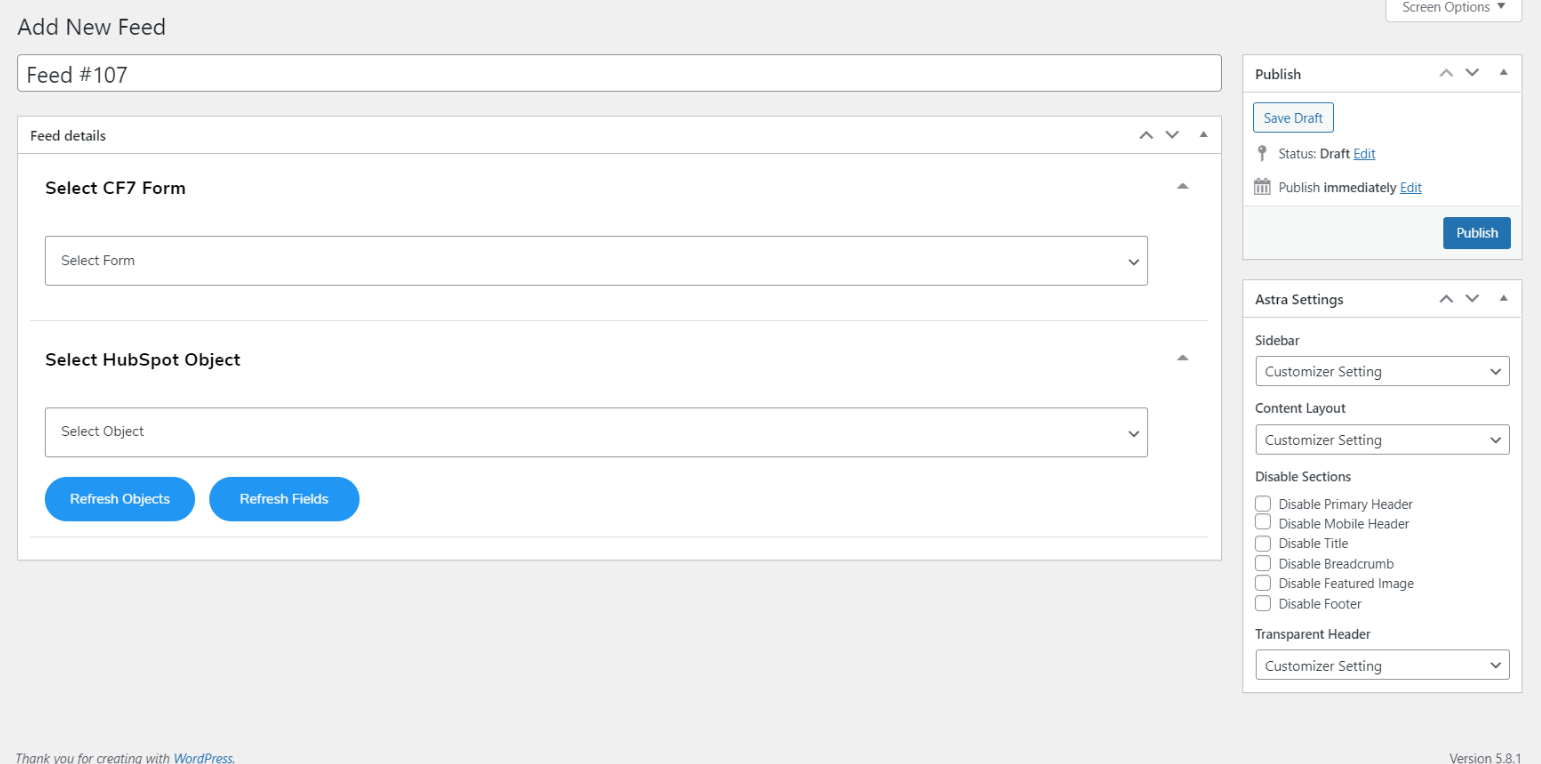 Screen Options
Add New Feed
Feed #107
Feed details
Select CF7 Form
Select Form
Select HubSpot Object
Select Object
Refresh Objects Refresh Fields
Publish
Save Draft
Status: Draft Edit
Publish immediately Edit
Publish
Astra Settings
Sidebar
Customizer Setting
Content Layout
Customizer Setting
Disable Sections
Disable Primary Header
Disable Mobile Header
Disable Title
Disable Breadcrumb
Disable Featured Image
Disable Footer
Transparent Header
Customizer Setting
Thank you for creating with WordPress.
Version 5.8.1